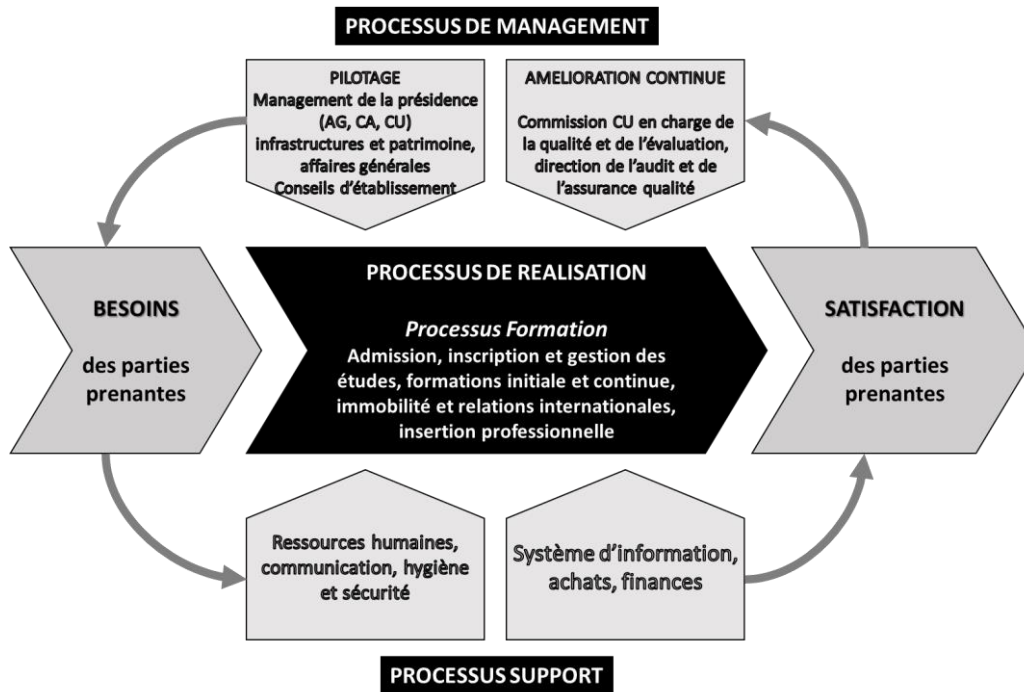 PROCESSUS DE MANAGEMENT
PILOTAGE
Management de la présidence
(AG, CA, CU)
infrastructures et patrimoine,
affaires générales
Conseils d'établissement
AMELIORATION CONTINUE
Commission CU en charge de
la qualité et de l'évaluation,
direction de l'audit et de
l'assurance qualité
BESOINS
des parties
prenantes
PROCESSUS DE REALISATION
Processus Formation
Admission, inscription et gestion des
études, formations initiale et continue,
immobilité et relations internationales,
insertion professionnelle
SATISFACTION
des parties
prenantes
Ressources humaines,
communication, hygiène
et sécurité
Système d'information,
achats, finances
PROCESSUS SUPPORT